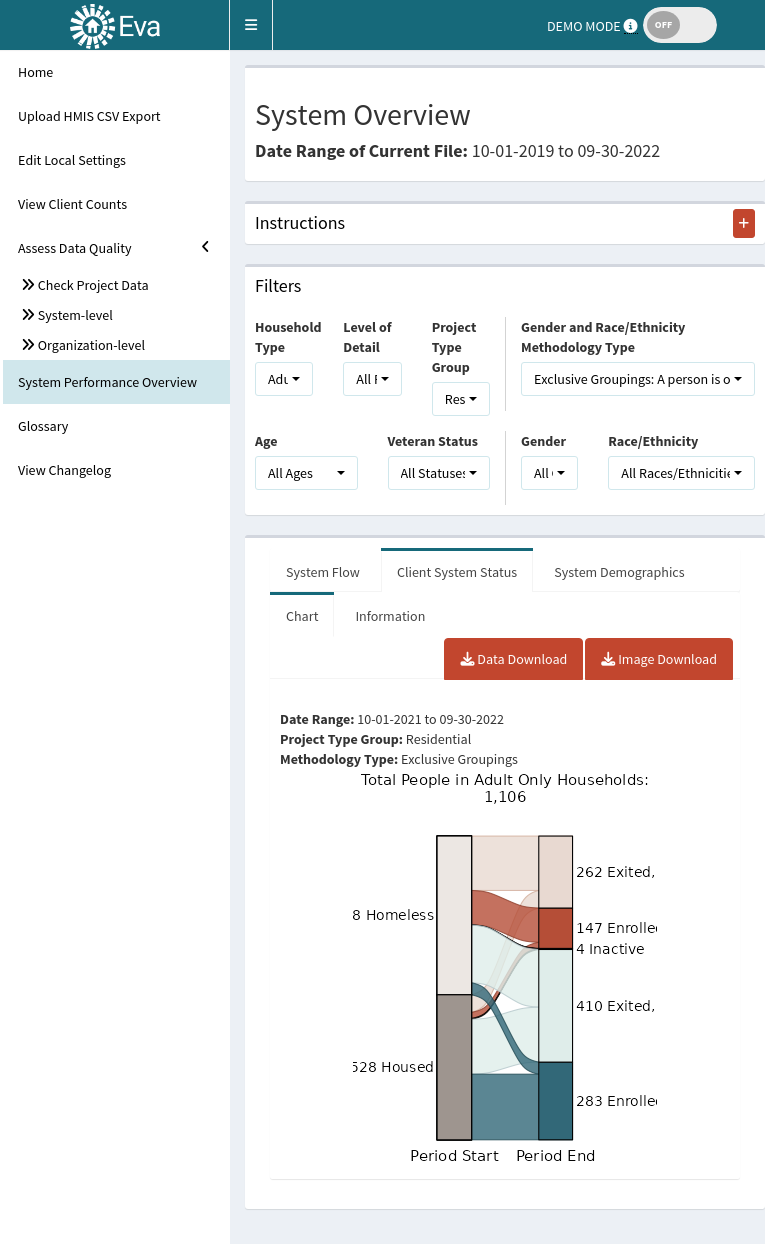 Eva
DEMO MODE
OFF
Home
Upload HMIS CSV Export
Edit Local Settings
View Client Counts
Assess Data Quality
Check Project Data
System-level
Organization-level
System Performance Overview
Glossary
View Changelog
System Overview
Date Range of Current File: 10-01-2019 to 09-30-2022
Instructions
+
Filters
Household
Type
Level of
Detail
Project
Type
Group
Gender and Race/Ethnicity
Methodology Type
Adu
All F
Res
Exclusive Groupings: A person is o
Age
Veteran Status
Gender
Race/Ethnicity
All Ages
All Statuses
All
All Races/Ethnicitie
System Flow
Client System Status
System Demographics
Chart
Information
Data Download
Image Download
Date Range: 10-01-2021 to 09-30-2022
Project Type Group: Residential
Methodology Type: Exclusive Groupings
Total People in Adult Only Households:
1,106
262 Exited,
8 Homeless
147 Enrolled
4 Inactive
410 Exited,
528 Housed
283 Enrolled
Period Start
Period End